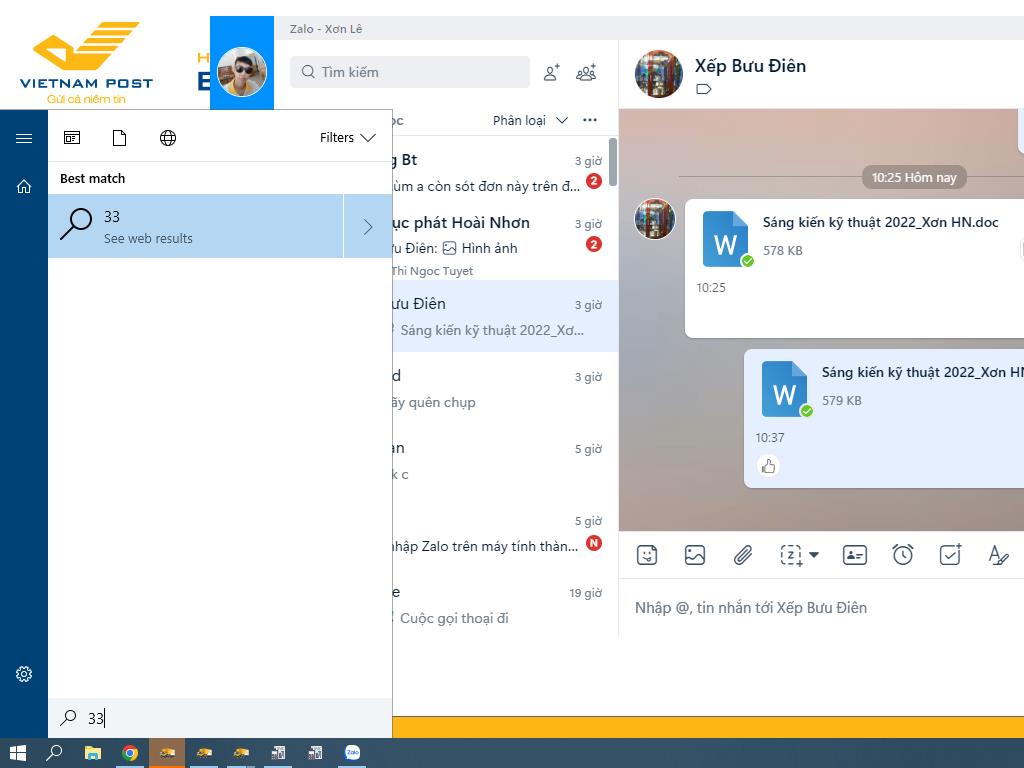 VIETNAM POST
Gửi cả niềm tin
H
Zalo - Xơn Lê
Tìm kiếm
Phân loại
Filters
Best match
33
See web results
33
g Bt
3 giờ
ùm a còn sót đơn này trên đ...
2
ục phát Hoài Nhơn
3 giờ
u Điên: Hình ảnh
2
Thi Ngoc Tuyet
ưu Điên
3 giờ
Sáng kiến kỹ thuật 2022_Xơ...
d
3 giờ
ãy quên chụp
an
5 giờ
k c
5 giờ
nhập Zalo trên máy tính thàn...
N
e
19 giờ
Cuộc gọi thoại đi
Xếp Bưu Điên
10:25 Hôm nay
Sáng kiến kỹ thuật 2022_Xơn HN.doc
W
578 KB
10:25
Sáng kiến kỹ thuật 2022_Xơn HN
W
579 KB
10:37
Nhập @, tin nhắn tới Xếp Bưu Điên
Zalo